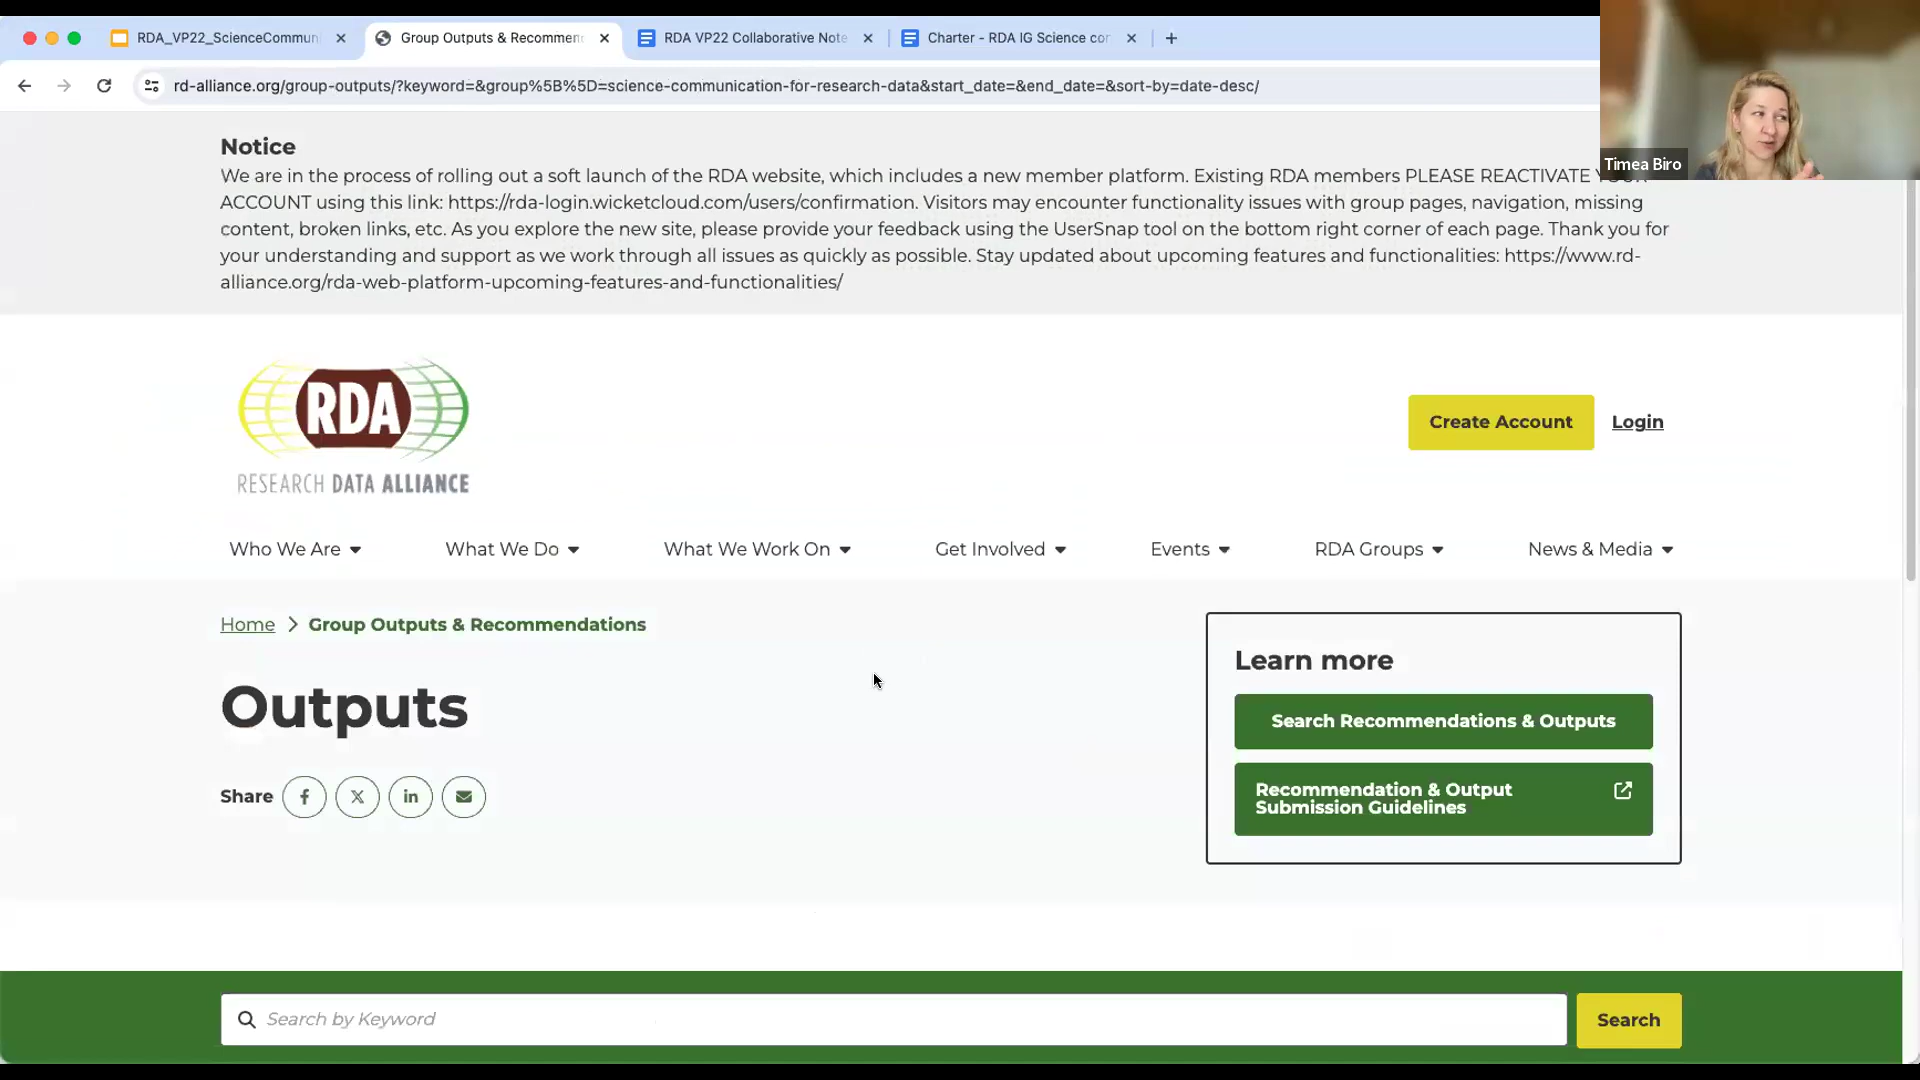 RDA_VP22_ScienceCommuni
Group Outputs & Recommen
RDA VP22 Collaborative Note
Charter - RDA IG Science cor
rd-alliance.org/group-outputs/?keyword=&group%5B%5D=science-communication-for-research-data&start_date=&end_date=&sort-by=date-desc/
Timea Biro
Notice
We are in the process of rolling out a soft launch of the RDA website, which includes a new member platform. Existing RDA members PLEASE REACTIVATE YOUR
ACCOUNT using this link: https://rda-login.wicketcloud.com/users/confirmation. Visitors may encounter functionality issues with group pages, navigation, missing
content, broken links, etc. As you explore the new site, please provide your feedback using the UserSnap tool on the bottom right corner of each page. Thank you for
your understanding and support as we work through all issues as quickly as possible. Stay updated about upcoming features and functionalities: https://www.rd-
alliance.org/rda-web-platform-upcoming-features-and-functionalities/
RDA
RESEARCH DATA ALLIANCE
Create Account
Login
Who We Are
What We Do
What We Work On
Get Involved
Events
RDA Groups
News & Media
Home
Group Outputs & Recommendations
Outputs
Share
Learn more
Search Recommendations & Outputs
Recommendation & Output
Submission Guidelines
Search by Keyword
Search